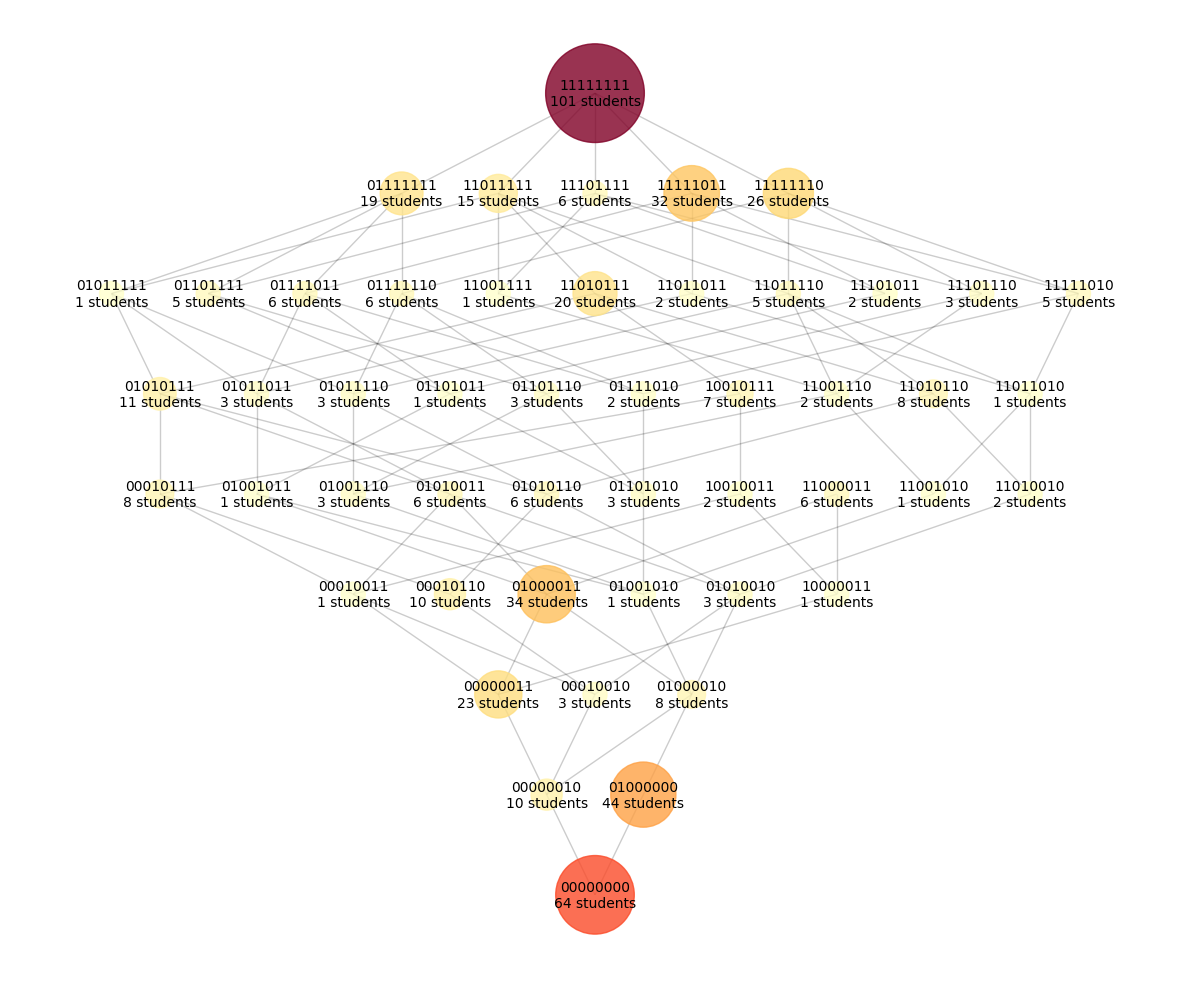 11111111
101 students
01111111
19 students
11011111
15 students
11101111
6 students
11111011
32 students
11111110
26 students
01011111
1 students
01101111
5 students
01111011
6 students
01111110
6 students
11001111
1 students
11010111
20 students
11011011
2 students
11011110
5 students
11101011
2 students
11101110
3 students
11111010
5 students
01010111
11 students
01011011
3 students
01011110
3 students
01101011
1 students
01101110
3 students
01111010
2 students
10010111
7 students
11001110
2 students
11010110
8 students
11011010
1 students
00010111
8 students
01001011
1 students
01001110
3 students
01010011
6 students
01010110
6 students
01101010
3 students
10010011
2 students
11000011
6 students
11001010
1 students
11010010
2 students
00010011
1 students
00010110
10 students
01000011
34 students
01001010
1 students
01010010
3 students
10000011
1 students
00000011
23 students
00010010
3 students
01000010
8 students
00000010
10 students
01000000
44 students
00000000
64 students